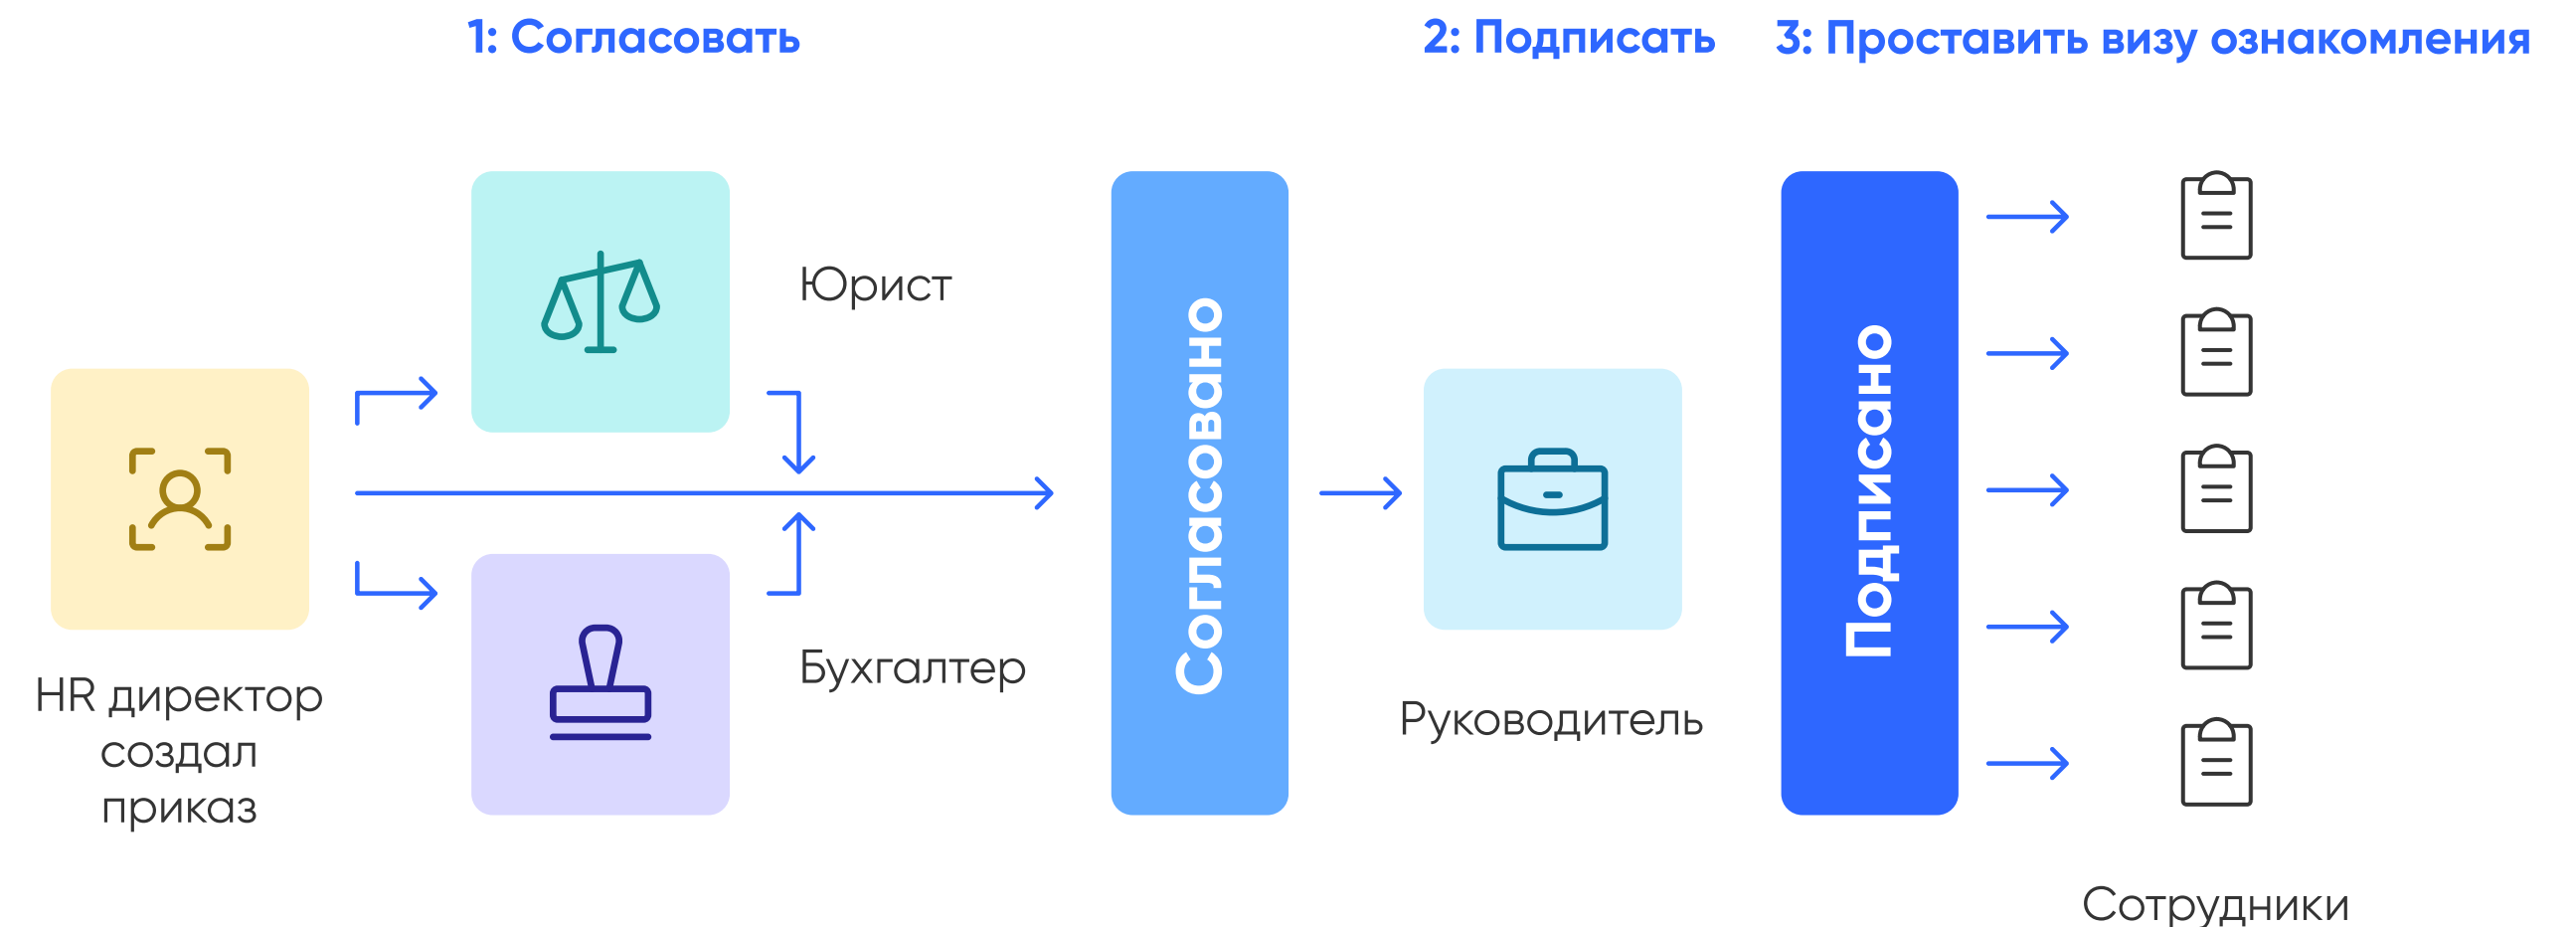 1: Согласовать
2: Подписать
3: Проставить визу ознакомления
HR директор
создал
приказ
Юрист
Бухгалтер
Согласовано
Руководитель
Подписано
Сотрудники